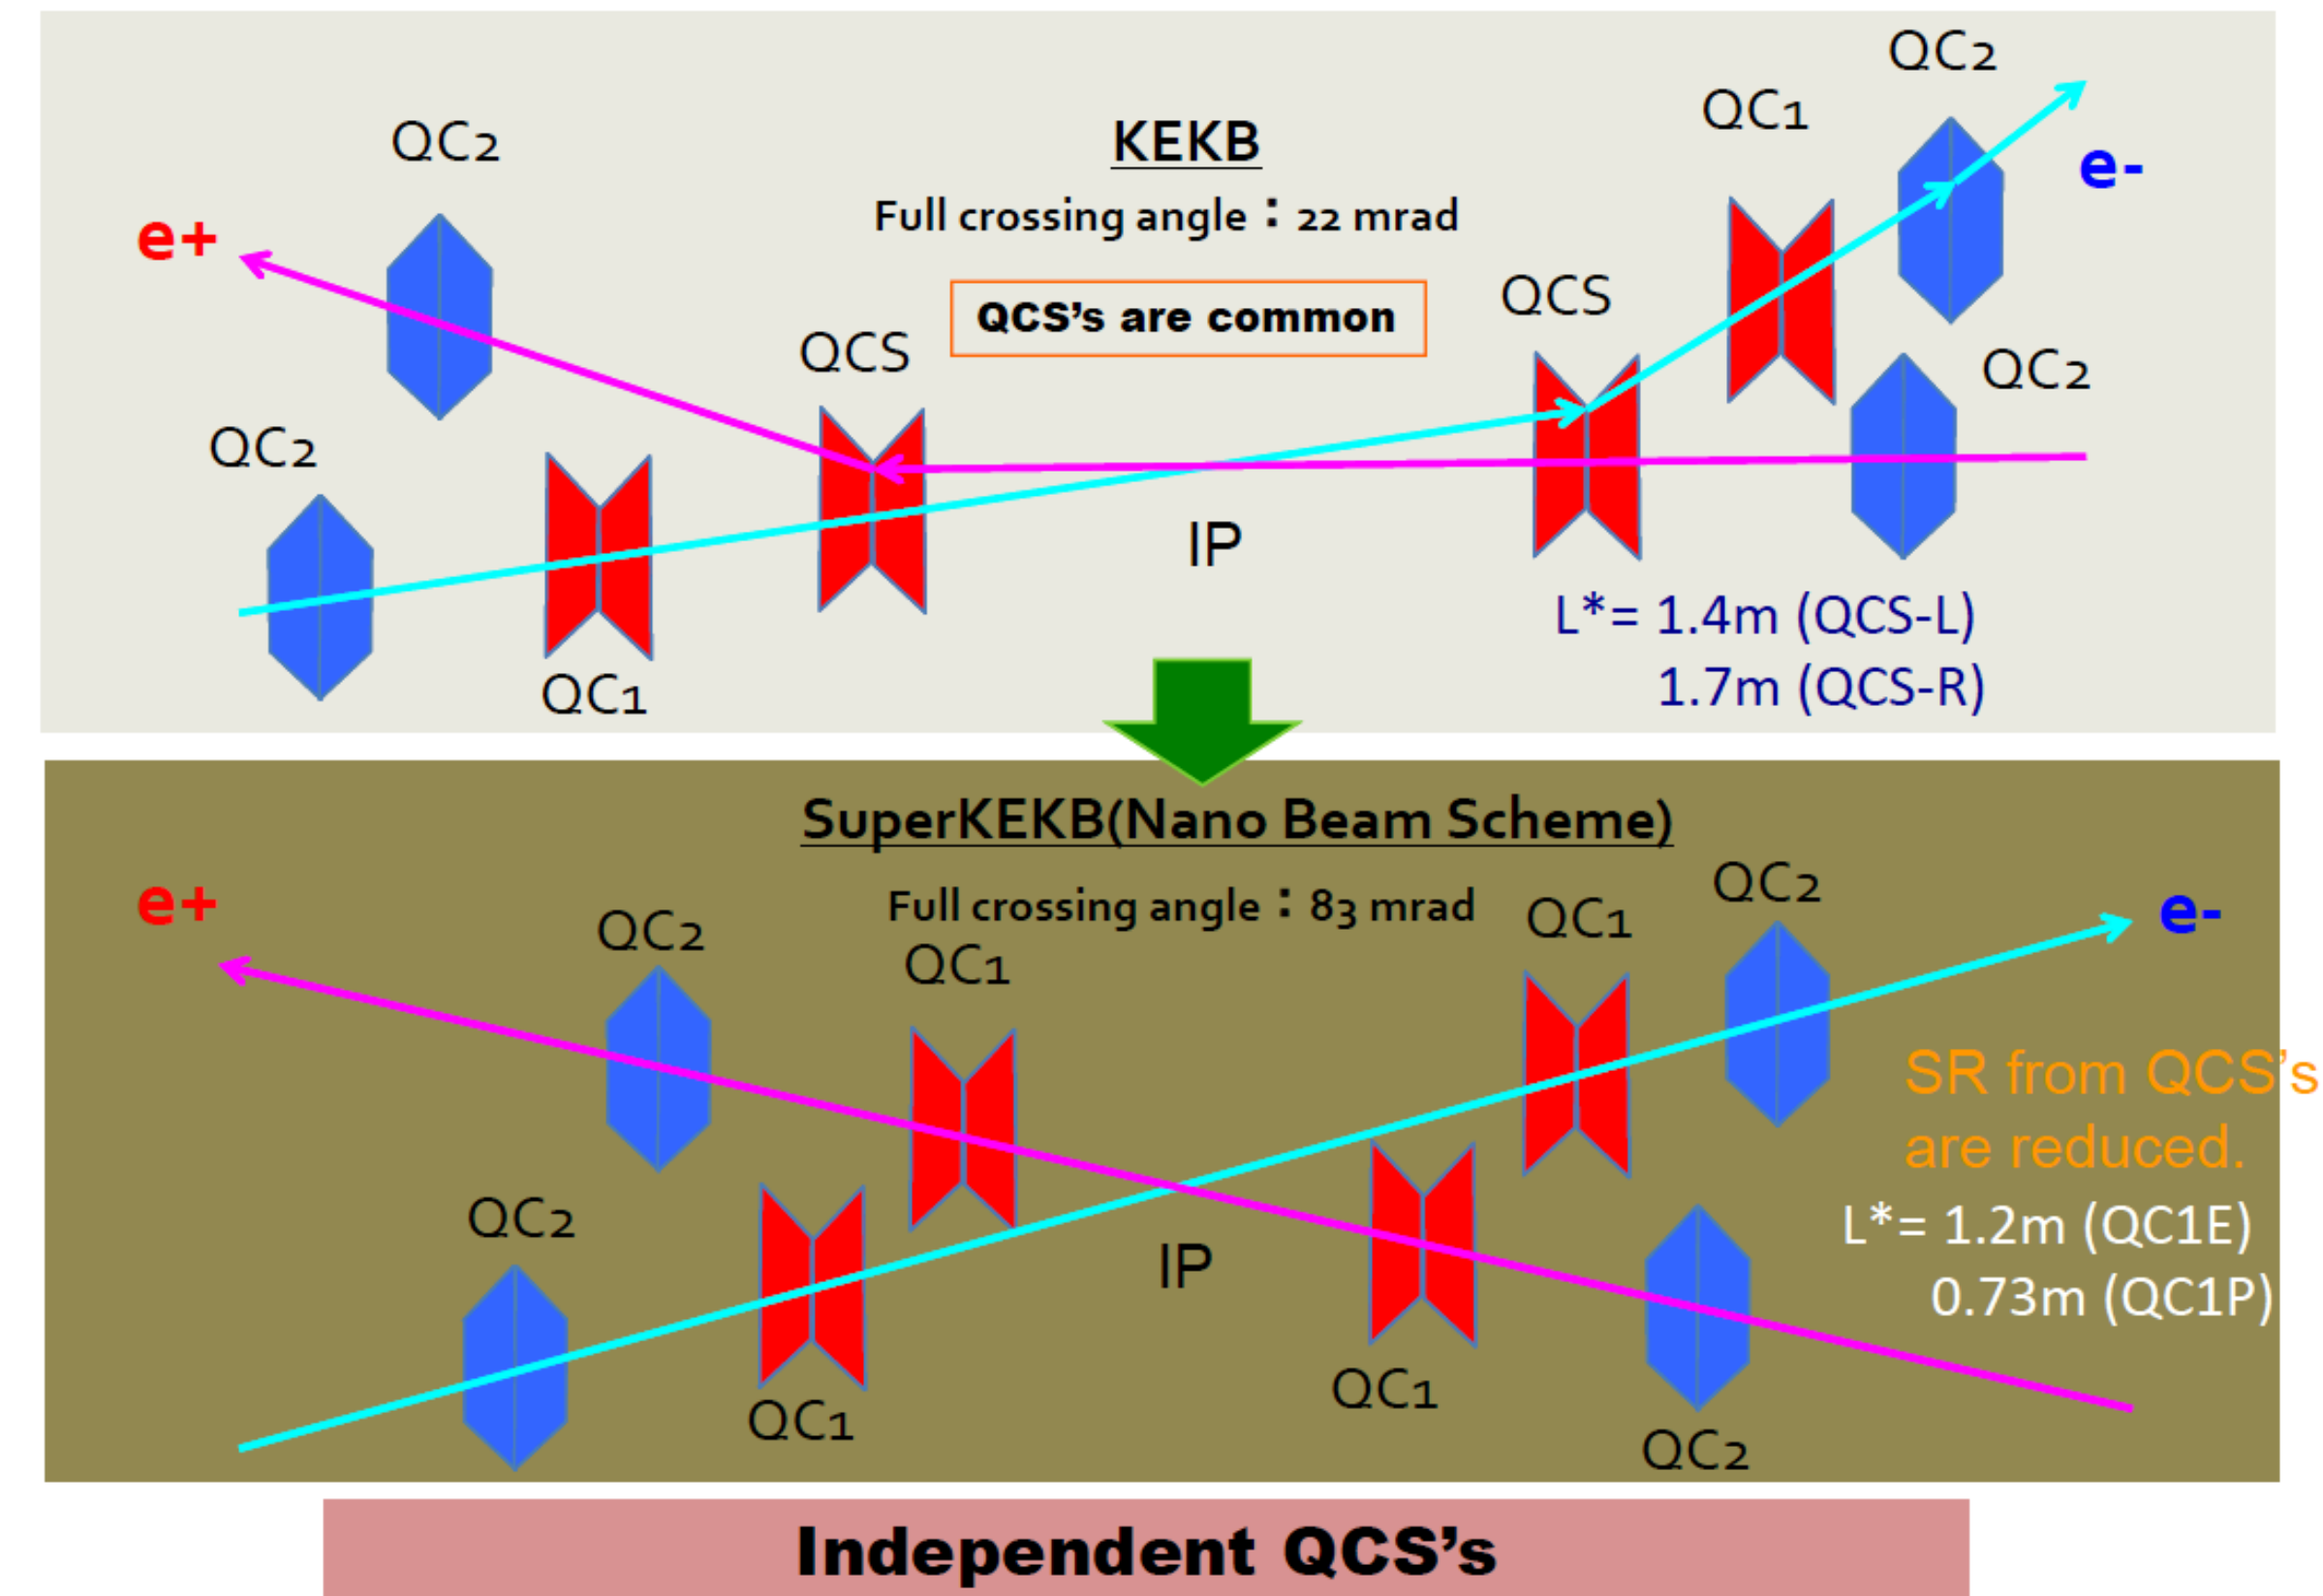 KEKB
Full crossing angle : 22 mrad
QCS's are common
QC2
QC1
QC2
e-
QC2
e+
QCS
QCS
QC2
QC2
QC1
IP
L*= 1.4m (QCS-L)
1.7m (QCS-R)
SuperKEKB(Nano Beam Scheme)
Full crossing angle : 83 mrad
e+
QC2
QC1
QC1
QC2
e-
SR from QCS's
are reduced.
L*= 1.2m (QC1E)
0.73m (QC1P)
QC2
IP
QC1
QC1
QC2
Independent QCS's